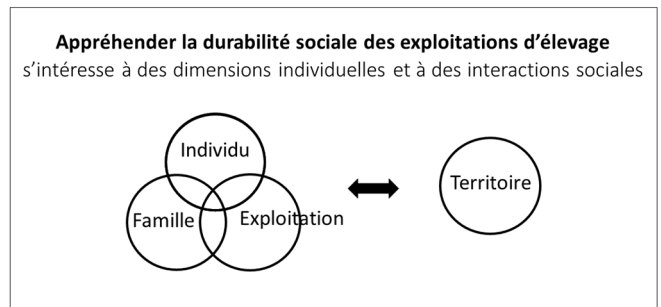 Appréhender la durabilité sociale des exploitations d’élevage
s’intéresse à des dimensions individuelles et à des interactions sociales
Individu
Famille
Exploitation
Territoire